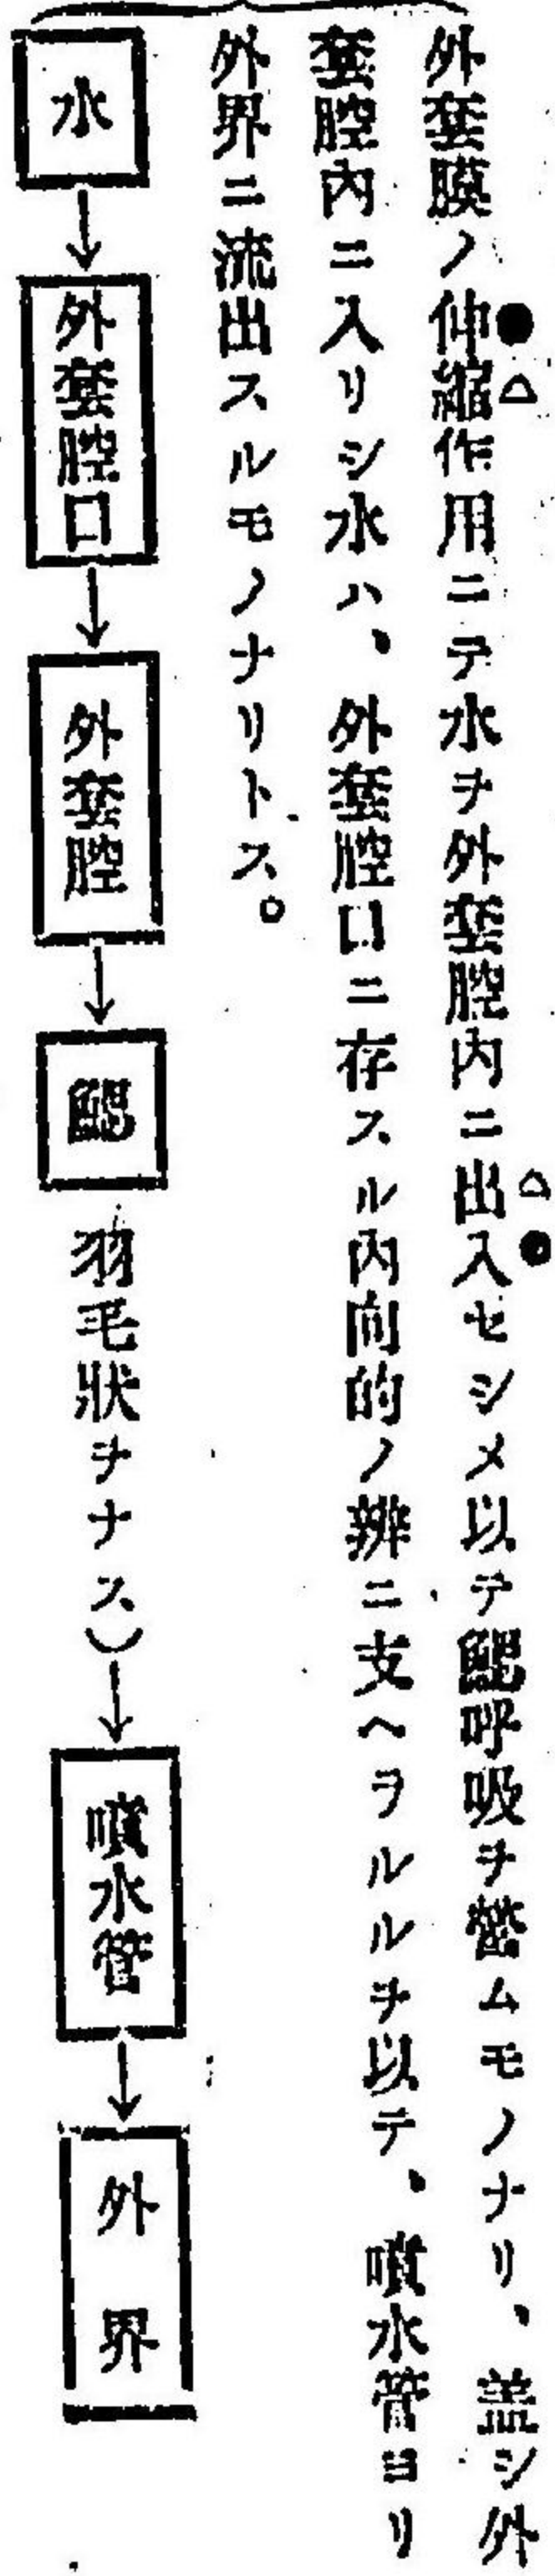 外套膜ノ伸縮作用ニテ水ヲ外套腔内ニ出入セシメ以テ鰓呼吸ヲ營ムモノナリ、蓋シ外
套腔内ニ入リシ水ハ、外套腔口ニ存スル内向的ノ辨ニ支ヘラルルヲ以テ、噴水管ヨリ
外界ニ流出スルモノナリトス。
水→外套腔口→外套腔→鰓 羽毛狀ヲナス)→噴水管→外界